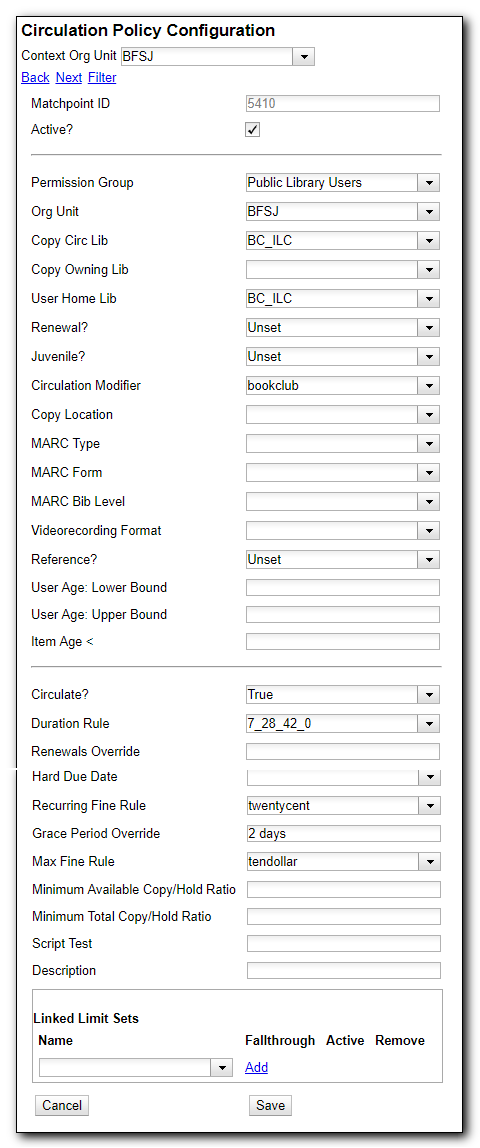 Circulation Policy Configuration
Context Org Unit BFSJ
Back Next Filter
Matchpoint ID 5410
Active?
Permission Group Public Library Users
Org Unit BFSJ
Copy Circ Lib BC_ILC
Copy Owning Lib
User Home Lib BC_ILC
Renewal? Unset
Juvenile? Unset
Circulation Modifier bookclub
Copy Location
MARC Type
MARC Form
MARC Bib Level
Videorecording Format
Reference? Unset
User Age: Lower Bound
User Age: Upper Bound
Item Age <
Circulate? True
Duration Rule 7_28_42_0
Renewals Override
Hard Due Date
Recurring Fine Rule twentycent
Grace Period Override 2 days
Max Fine Rule tendollar
Minimum Available Copy/Hold Ratio
Minimum Total Copy/Hold Ratio
Script Test
Description
Linked Limit Sets
Name Fallthrough Active Remove
Add
Cancel Save